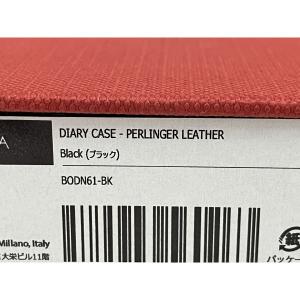 A
DIARY CASE - PERLINGER LEATHER
Black (ブラック)
BODN61-BK
Milano, Italy
大栄ビル11階
紙
パッケー